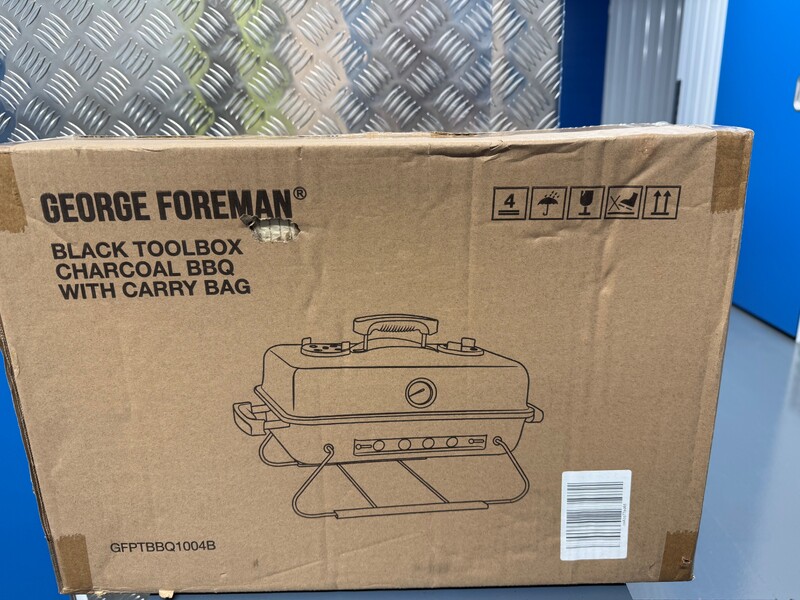 GEORGE FOREMAN®
4
BLACK TOOLBOX
CHARCOAL BBQ
WITH CARRY BAG
GFPTBBQ1004B